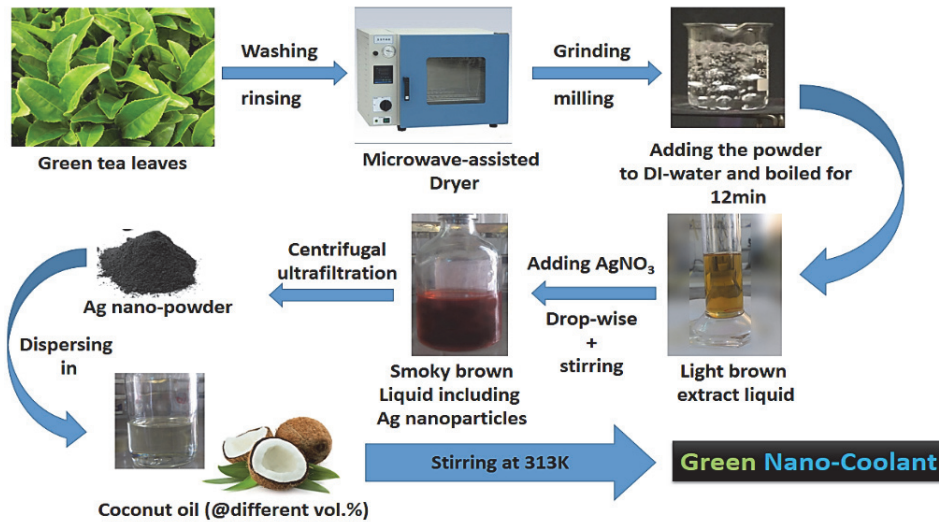 Washing
rinsing
Grinding
milling
Green tea leaves
Microwave-assisted
Dryer
Adding the powder
to DI-water and boiled for
12min
Centrifugal
ultrafiltration
Adding AgNO₃
Drop-wise
+
stirring
Ag nano-powder
Smoky brown
Liquid including
Ag nanoparticles
Light brown
extract liquid
Dispersing
in
Coconut oil (@different vol.%)
Stirring at 313K
Green Nano-Coolant